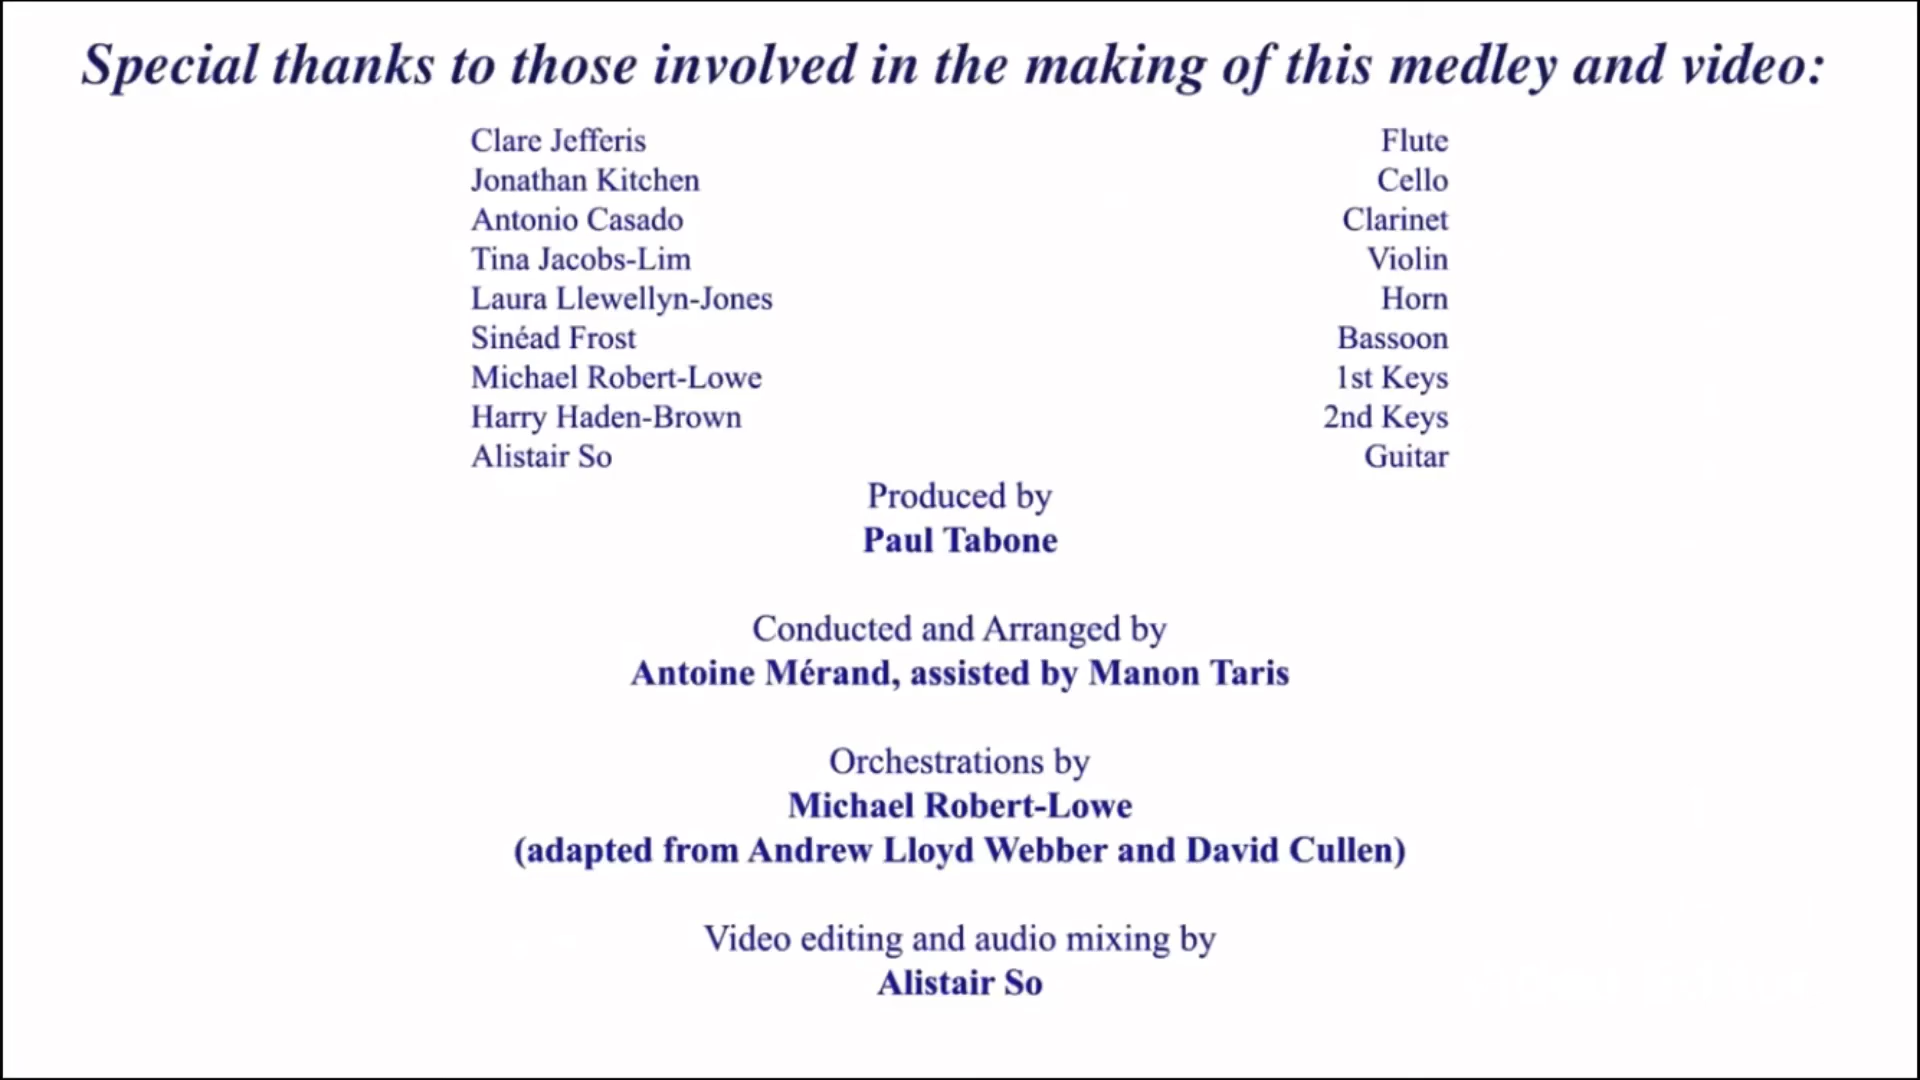 Special thanks to those involved in the making of this medley and video:
Clare Jefferis Flute
Jonathan Kitchen Cello
Antonio Casado Clarinet
Tina Jacobs-Lim Violin
Laura Llewellyn-Jones Horn
Sinéad Frost Bassoon
Michael Robert-Lowe 1st Keys
Harry Haden-Brown 2nd Keys
Alistair So Guitar
Produced by
Paul Tabone
Conducted and Arranged by
Antoine Mérand, assisted by Manon Taris
Orchestrations by
Michael Robert-Lowe
(adapted from Andrew Lloyd Webber and David Cullen)
Video editing and audio mixing by
Alistair So